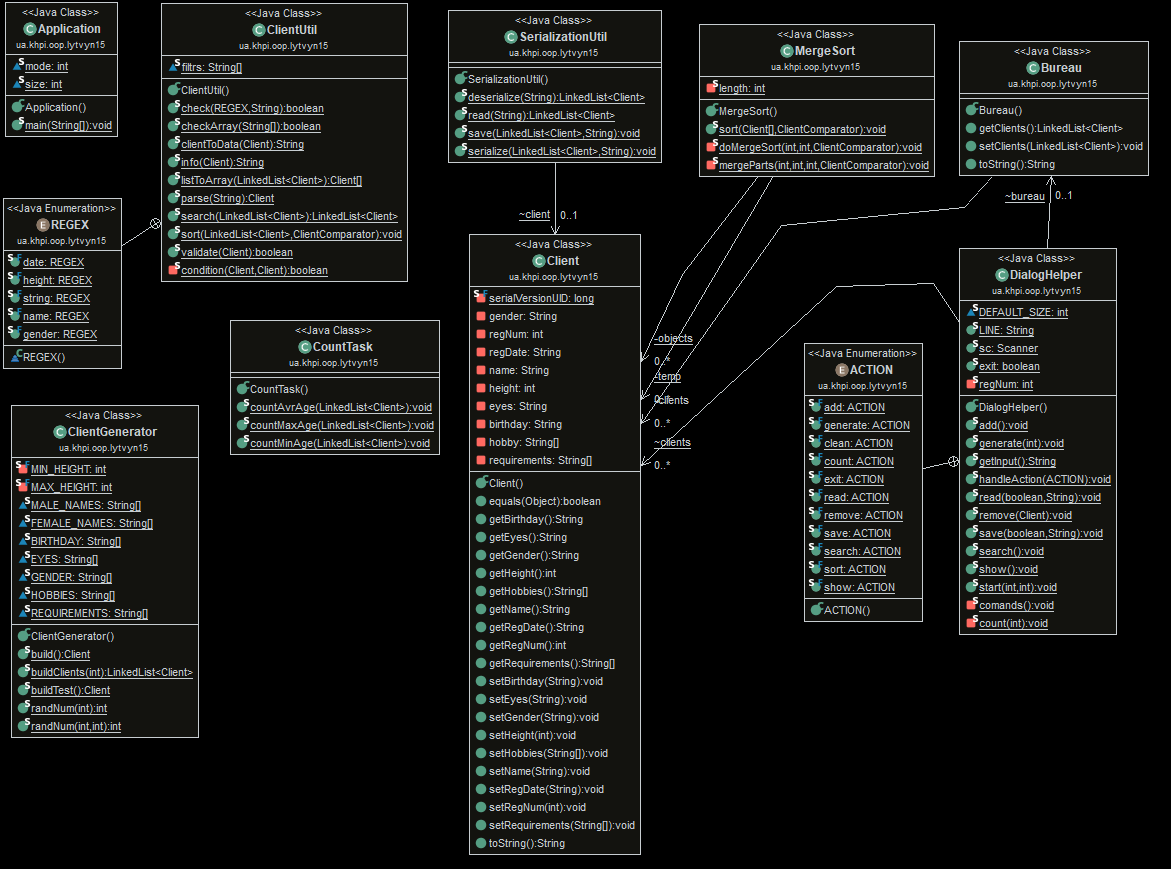 <<Java Class>>
Application
ua.khpi.oop.lytvyn15
mode: int
size: int
Application()
main(String[]):void
<<Java Class>>
ClientUtil
ua.khpi.oop.lytvyn15
filtrs: String[]
ClientUtil()
check(REGEX,String):boolean
checkArray(String[]):boolean
clientToData(Client):String
info(Client):String
listToArray(LinkedList<Client>):Client[]
parse(String):Client
search(LinkedList<Client>):LinkedList<Client>
sort(LinkedList<Client>,ClientComparator):void
validate(Client):boolean
condition(Client,Client):boolean
<<Java Class>>
SerializationUtil
ua.khpi.oop.lytvyn15
SerializationUtil()
deserialize(String):LinkedList<Client>
read(String):LinkedList<Client>
save(LinkedList<Client>,String):void
serialize(LinkedList<Client>,String):void
<<Java Class>>
MergeSort
ua.khpi.oop.lytvyn15
length: int
MergeSort()
sort(Client[],ClientComparator):void
doMergeSort(int,int,ClientComparator):void
mergeParts(int,int,int,ClientComparator):void
<<Java Class>>
Bureau
ua.khpi.oop.lytvyn15
Bureau()
getClients():LinkedList<Client>
setClients(LinkedList<Client>):void
toString():String
~bureau 0..1
~client 0..1
<<Java Enumeration>>
REGEX
ua.khpi.oop.lytvyn15
date: REGEX
height: REGEX
string: REGEX
name: REGEX
gender: REGEX
REGEX()
<<Java Class>>
CountTask
ua.khpi.oop.lytvyn15
CountTask()
countAvrAge(LinkedList<Client>):void
countMaxAge(LinkedList<Client>):void
countMinAge(LinkedList<Client>):void
<<Java Class>>
ClientGenerator
ua.khpi.oop.lytvyn15
MIN_HEIGHT: int
MAX_HEIGHT: int
MALE_NAMES: String[]
FEMALE_NAMES: String[]
BIRTHDAY: String[]
EYES: String[]
GENDER: String[]
HOBBIES: String[]
REQUIREMENTS: String[]
ClientGenerator()
build():Client
buildClients(int):LinkedList<Client>
buildTest():Client
randNum(int):int
randNum(int,int):int
<<Java Class>>
Client
ua.khpi.oop.lytvyn15
serialVersionUID: long
gender: String
regNum: int
regDate: String
name: String
height: int
eyes: String
birthday: String
hobby: String[]
requirements: String[]
Client()
equals(Object):boolean
getBirthday():String
getEyes():String
getGender():String
getHeight():int
getHobbies():String[]
getName():String
getRegDate():String
getRegNum():int
getRequirements():String[]
setBirthday(String):void
setEyes(String):void
setGender(String):void
setHeight(int):void
setHobbies(String[]):void
setName(String):void
setRegDate(String):void
setRegNum(int):void
setRequirements(String[]):void
toString():String
-objects
0..*
-temp
0..*
-clients
0..*
~clients
0..*
<<Java Enumeration>>
ACTION
ua.khpi.oop.lytvyn15
add: ACTION
generate: ACTION
clean: ACTION
count: ACTION
exit: ACTION
read: ACTION
remove: ACTION
save: ACTION
search: ACTION
sort: ACTION
show: ACTION
ACTION()
<<Java Class>>
DialogHelper
ua.khpi.oop.lytvyn15
DEFAULT_SIZE: int
LINE: String
sc: Scanner
exit: boolean
regNum: int
DialogHelper()
add():void
generate(int):void
getInput():String
handleAction(ACTION):void
read(boolean,String):void
remove(Client):void
save(boolean,String):void
search():void
show():void
start(int,int):void
comands():void
count(int):void